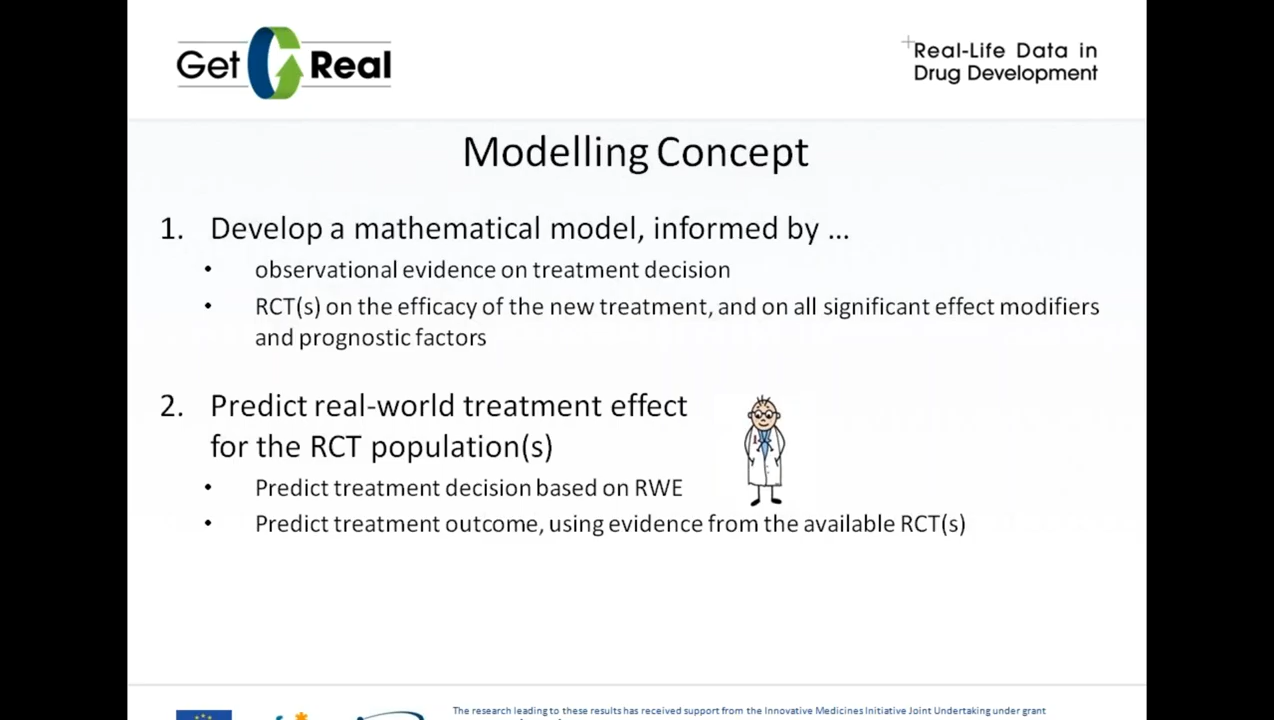 Get Real
Real-Life Data in
Drug Development
Modelling Concept
1. Develop a mathematical model, informed by ...
• observational evidence on treatment decision
• RCT(s) on the efficacy of the new treatment, and on all significant effect modifiers
and prognostic factors
2. Predict real-world treatment effect
for the RCT population(s)
• Predict treatment decision based on RWE
• Predict treatment outcome, using evidence from the available RCT(s)
The research leading to these results has received support from the Innovative Medicines Initiative Joint Undertaking under grant